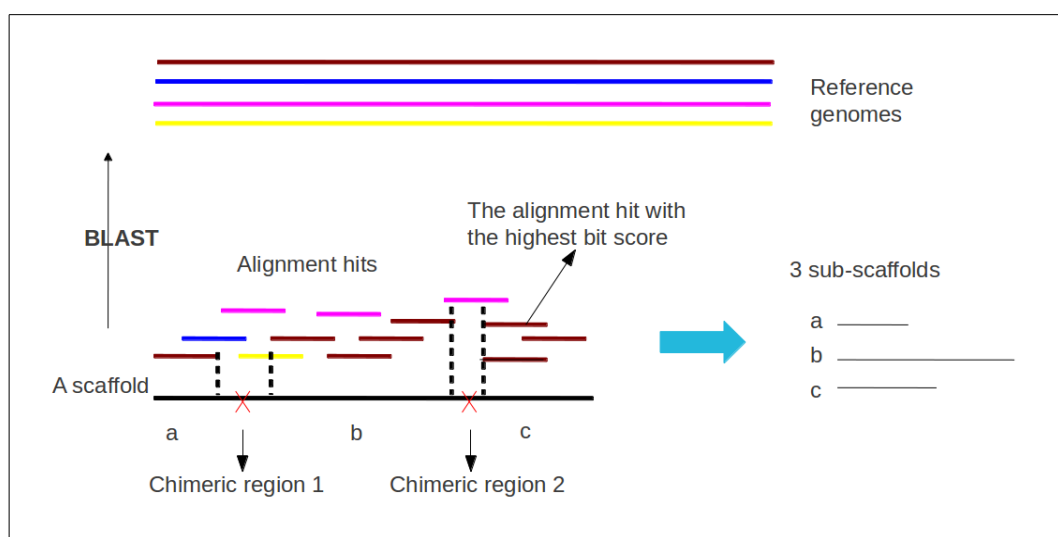 Reference
genomes
The alignment hit with
the highest bit score
BLAST
Alignment hits
3 sub-scaffolds
a
b
c
A scaffold
a
b
c
Chimeric region 1
Chimeric region 2